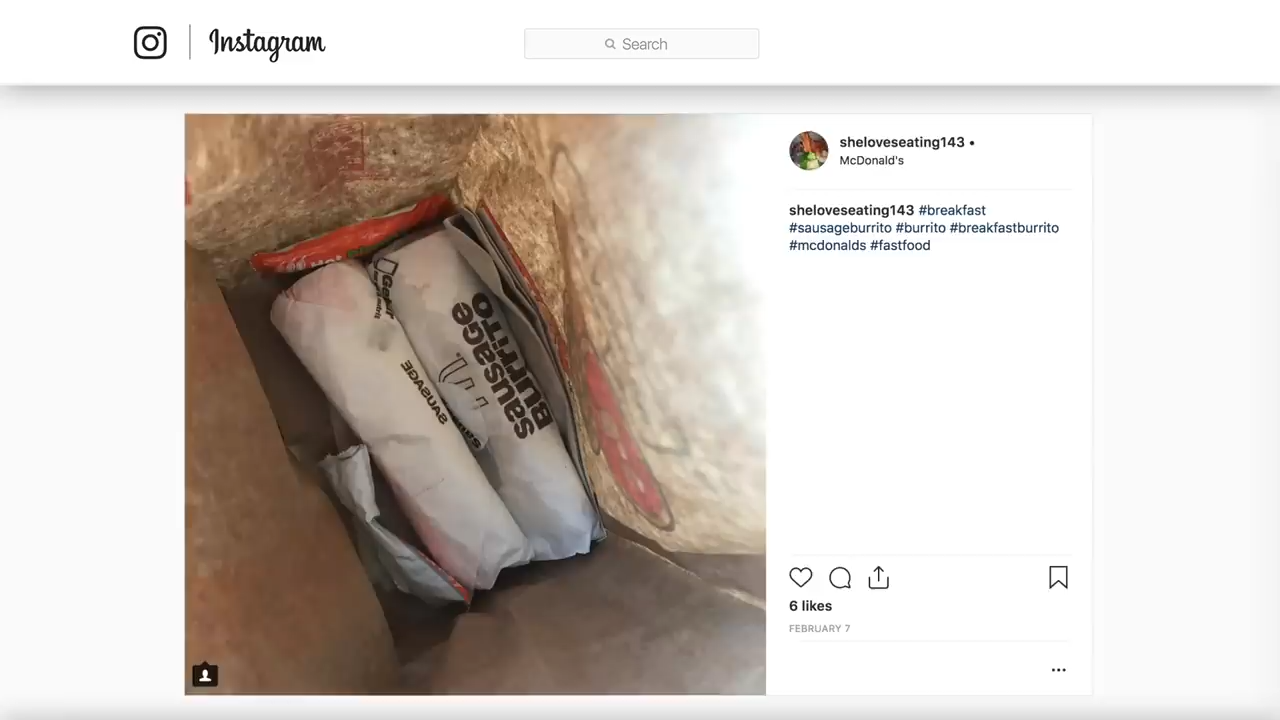 Instagram
Search
sheloveseating143 •
McDonald's
sheloveseating143 #breakfast
#sausageburrito #burrito #breakfastburrito
#mcdonalds #fastfood
sausage
Burrito
SAUSAGE
6 likes
FEBRUARY 7